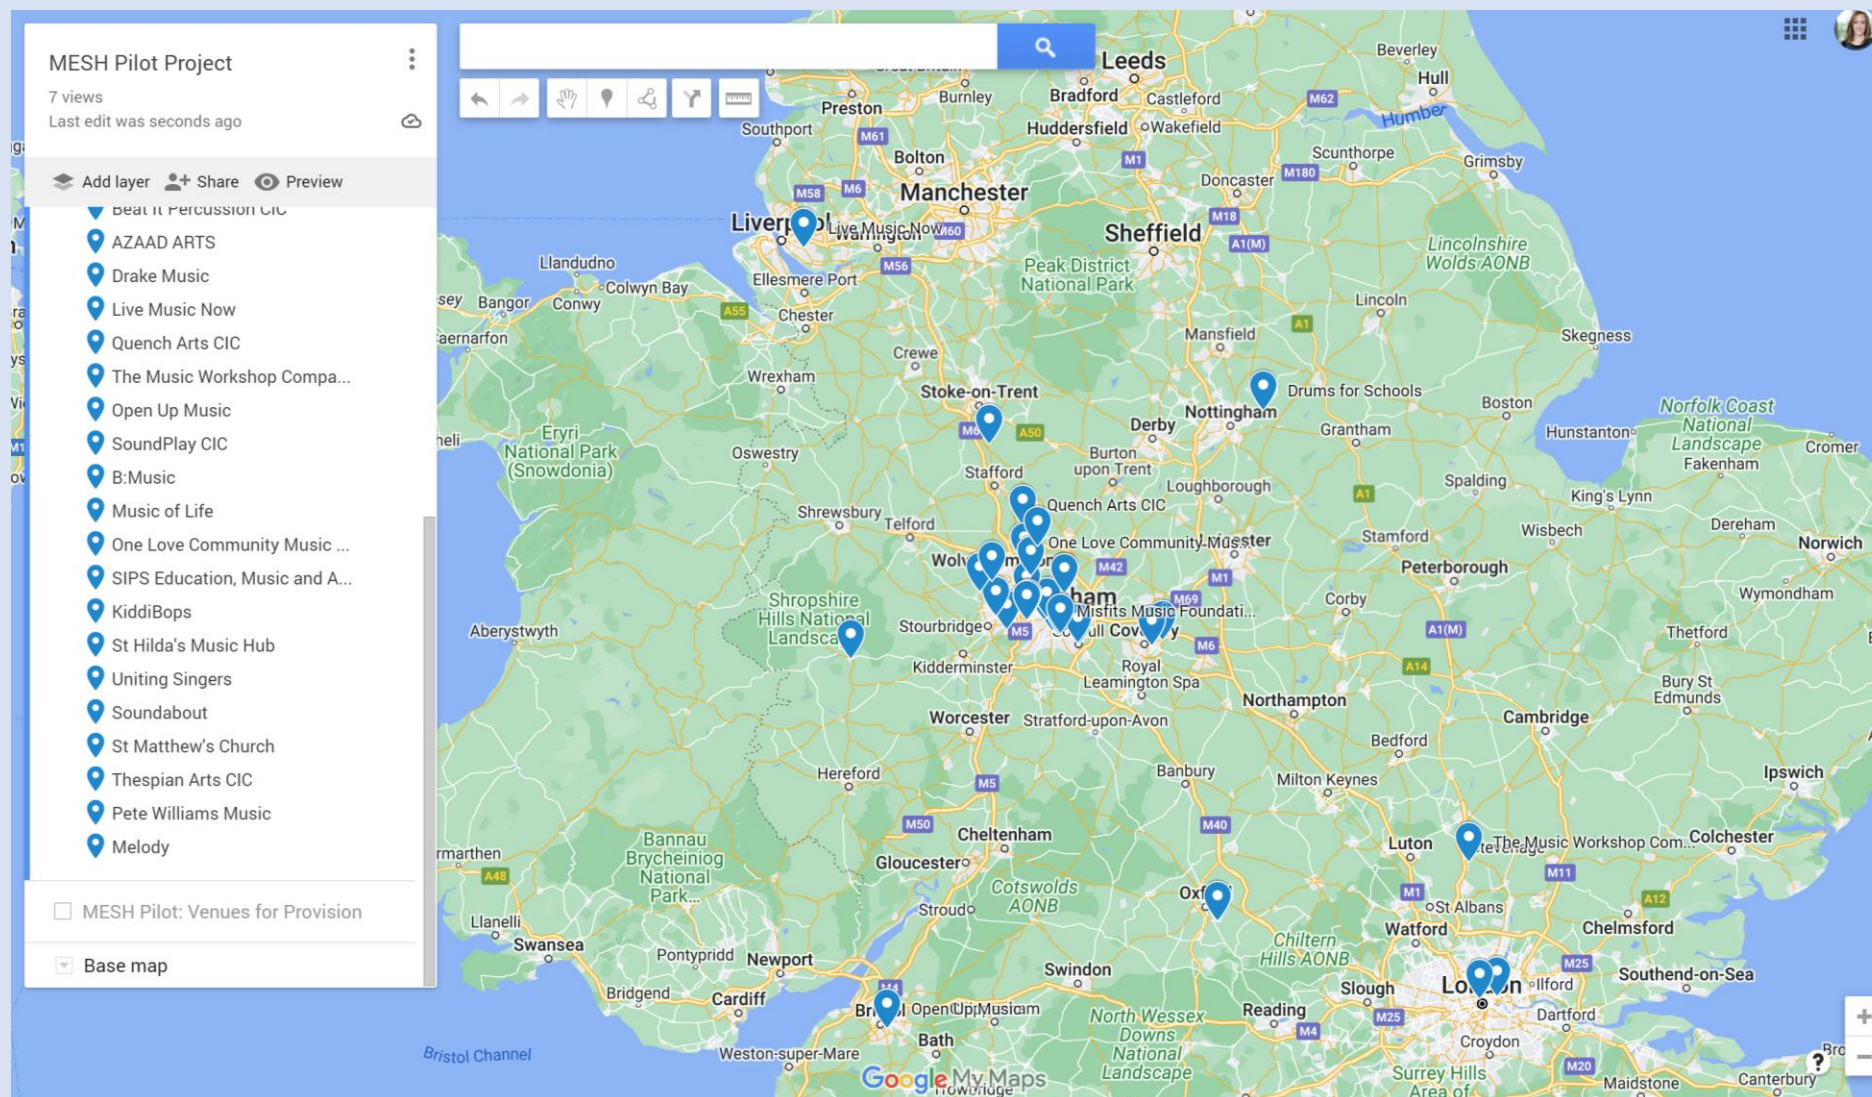 MESH Pilot Project
7 views
Last edit was seconds ago
Add layer
Share
Preview
Beat It Percussion CIC
AZAAD ARTS
Drake Music
Live Music Now
Quench Arts CIC
The Music Workshop Compa...
Open Up Music
SoundPlay CIC
B:Music
Music of Life
One Love Community Music ...
SIPS Education, Music and A...
KiddiBops
St Hilda's Music Hub
Uniting Singers
Soundabout
St Matthew's Church
Thespian Arts CIC
Pete Williams Music
Melody
MESH Pilot: Venues for Provision
Base map
Leeds
Beverley
Hull
Preston
Burnley
Bradford
Castleford
M62
Humber
Southport
M61
Huddersfield
Wakefield
Bolton
M1
Scunthorpe
Grimsby
M58
M6
Manchester
Doncaster
M180
M18
Live Music Now
M60
Sheffield
A1(M)
Lincolnshire
Wolds AONB
Llandudno
M56
Peak District
National Park
Bangor
Conwy
Colwyn Bay
Ellesmere Port
Lincoln
A55
Chester
A1
Mansfield
Skegness
Crewe
Wrexham
Stoke-on-Trent
Drums for Schools
Nottingham
Boston
Norfolk Coast
National
Landscape
A50
Derby
Grantham
Hunstanton
Cromer
Eryri
National Park
(Snowdonia)
Oswestry
Burton
upon Trent
Fakenham
Stafford
Loughborough
A1
Spalding
King's Lynn
Quench Arts CIC
Shrewsbury
Telford
Stamford
Wisbech
Dereham
Norwich
One Love Community Mus...
M42
M1
Peterborough
Wymondham
Shropshire
Hills National
M69
Misfits Music Foundati...
Corby
Aberystwyth
Stourbridge
M5
A1(M)
Thetford
M6
Kidderminster
Royal
Leamington Spa
A14
Bury St
Edmunds
Northampton
Worcester
Stratford-upon-Avon
Cambridge
Bedford
Hereford
M5
Banbury
Milton Keynes
Ipswich
M50
Cheltenham
M40
Bannau
Brycheiniog
National
Park...
Luton
The Music Workshop Com...
Colchester
A48
Gloucester
M11
Cotswolds
AONB
M1
A12
Llanelli
Stroud
St Albans
Swansea
Watford
Chelmsford
Pontypridd
Newport
Chiltern
Hills AONB
Swindon
M25
Southend-on-Sea
Bridgend
Cardiff
M4
Slough
Ilford
Open Up Music
North Wessex
Downs
National
Landscape
Reading
M25
Dartford
M4
Bristol Channel
Weston-super-Mare
Bath
Croydon
Google My Maps
Surrey Hills
Area of
M20
Maidstone
Canterbury